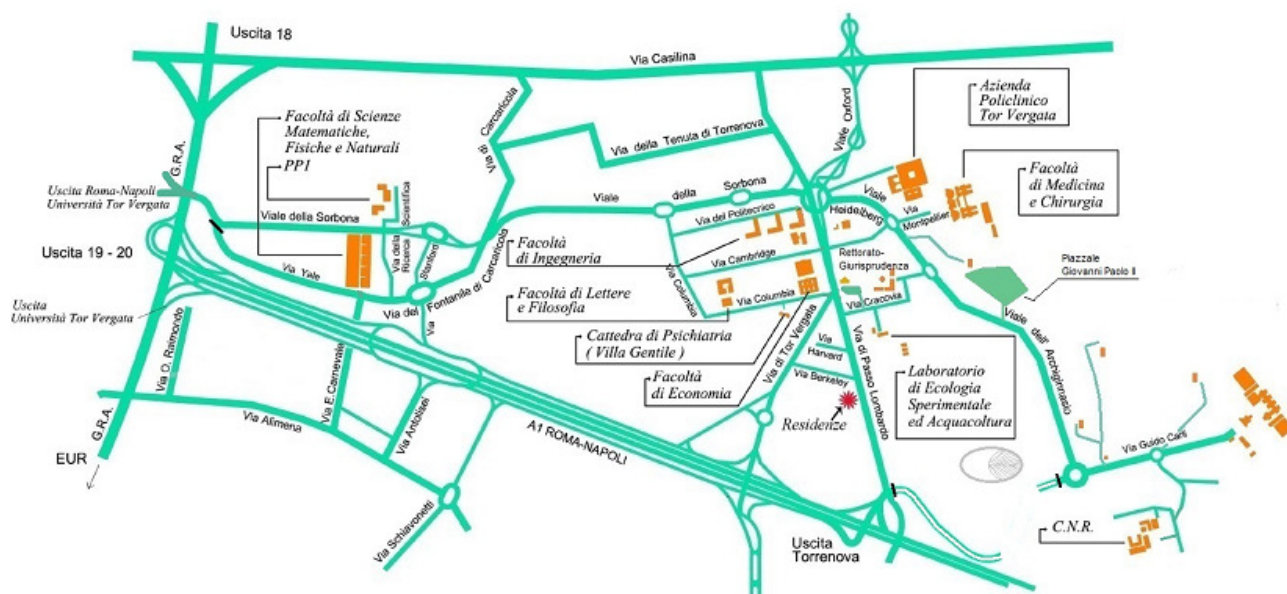 Uscita 18
Via Casilina
G.R.A.
Facoltà di Scienze
Matematiche,
Fisiche e Naturali
PPI
Via di Carcaricola
Via della Tenuta di Torrenova
Viale Oxford
Azienda
Policlinico
Tor Vergata
Facoltà
di Medicina
e Chirurgia
Uscita Roma-Napoli
Università Tor Vergata
Viale della Sorbona
Viale della Sorbona
Via della Ricerca Scientifica
Via Stanford
Via del Fontanile di Carcaricola
Via Yale
Uscita 19 - 20
Uscita
Università Tor Vergata
Via del Politecnico
Via Cambridge
Via Columbia
Via Columbia
Viale Heidelberg
Via
Montpellier
Rettorato-
Giurisprudenza
Via Cracovia
Piazzale
Giovanni Paolo II
Facoltà
di Ingegneria
Facoltà di Lettere
e Filosofia
Cattedra di Psichiatria
( Villa Gentile )
Facoltà
di Economia
Via di Tor Vergata
Via
Harvard
Via Berkeley
Residenze
Via di Passo Lombardo
Laboratorio
di Ecologia
Sperimentale
ed Acquacoltura
Viale dell' Archiginnasio
Via O. Raimondo
Via E.Carnevale
Via Antolisei
Via Alimena
Via Schiavonetti
A1 ROMA-NAPOLI
G.R.A.
EUR
Uscita
Torrenova
Via Guido Carli
C.N.R.